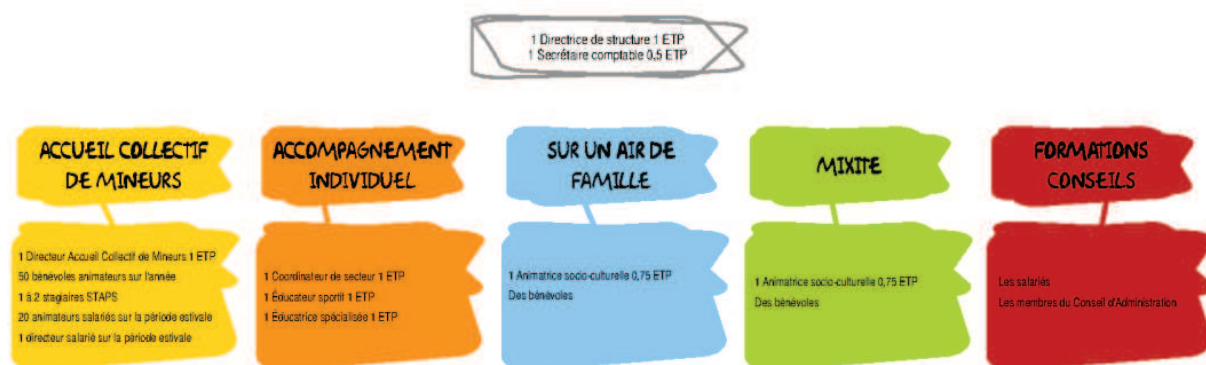 1 Directrice de structure 1 ETP
1 Secrétaire comptable 0,5 ETP
ACCUEIL COLLECTIF
DE MINEURS
1 Directeur Accueil Collectif de Mineurs 1 ETP
50 bénévoles animateurs sur l'année
1 à 2 stagiaires STAPS
20 animateurs salariés sur la période estivale
1 directeur salarié sur la période estivale
ACCOMPAGNEMENT
INDIVIDUEL
1 Coordinateur de secteur 1 ETP
1 Éducateur sportif 1 ETP
1 Éducatrice spécialisée 1 ETP
SUR UN AIR DE
FAMILLE
1 Animatrice socio-culturelle 0,75 ETP
Des bénévoles
MIXITE
1 Animatrice socio-culturelle 0,75 ETP
Des bénévoles
FORMATIONS
CONSEILS
Les salariés
Les membres du Conseil d'Administration